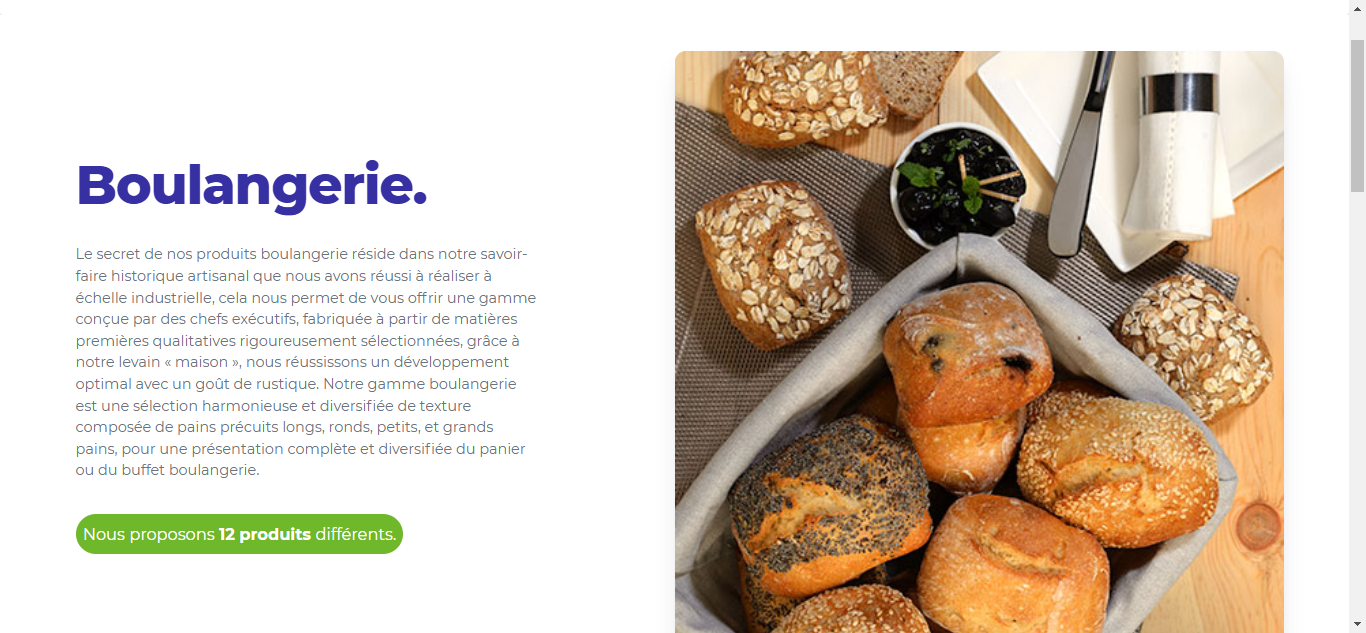 Boulangerie.
Le secret de nos produits boulangerie réside dans notre savoir-
faire historique artisanal que nous avons réussi à réaliser à
échelle industrielle, cela nous permet de vous offrir une gamme
conçue par des chefs exécutifs, fabriquée à partir de matières
premières qualitatives rigoureusement sélectionnées, grâce à
notre levain « maison », nous réussissons un développement
optimal avec un goût de rustique. Notre gamme boulangerie
est une sélection harmonieuse et diversifiée de texture
composée de pains précuits longs, ronds, petits, et grands
pains, pour une présentation complète et diversifiée du panier
ou du buffet boulangerie.
Nous proposons 12 produits différents.